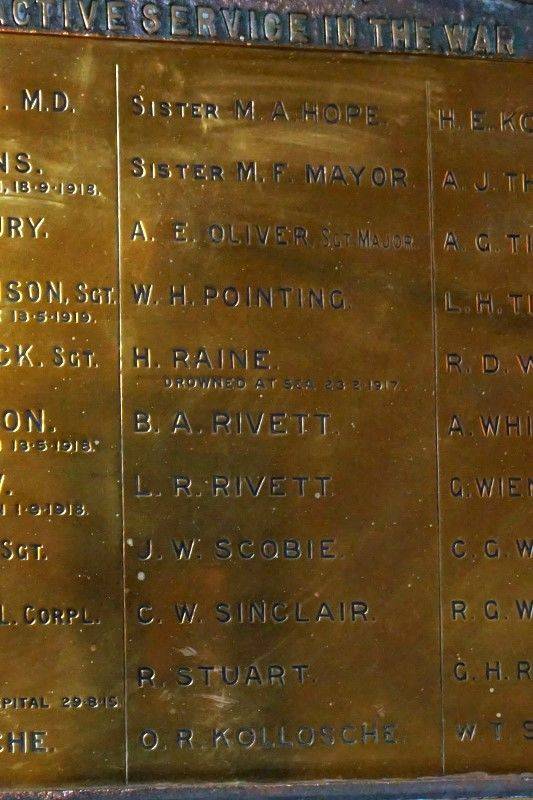 ACTIVE SERVICE IN THE WAR
. M.D.
NS.
18·9·1918.
URY.
SON, SGT.
13·5·1919.
CK. SGT.
ON.
13·5·1918.
1·9·1918.
SGT.
L. CORPL.
PITAL 29·8·15
CHE.
SISTER M. A. HOPE.
SISTER M. F. MAYOR.
A. E. OLIVER, SGT MAJOR.
W. H. POINTING.
H. RAINE.
DROWNED AT SEA 23·2·1917.
B. A. RIVETT.
L. R. RIVETT.
J. W. SCOBIE.
C. W. SINCLAIR.
R. STUART.
O. R. KOLLOSCHE.
H. E. KO
A. J. TH
A. G. TI
L. H. TI
R. D. W
A. WHI
G. WIEN
C. G. W
R. G. W
G. H. R
W. T. S